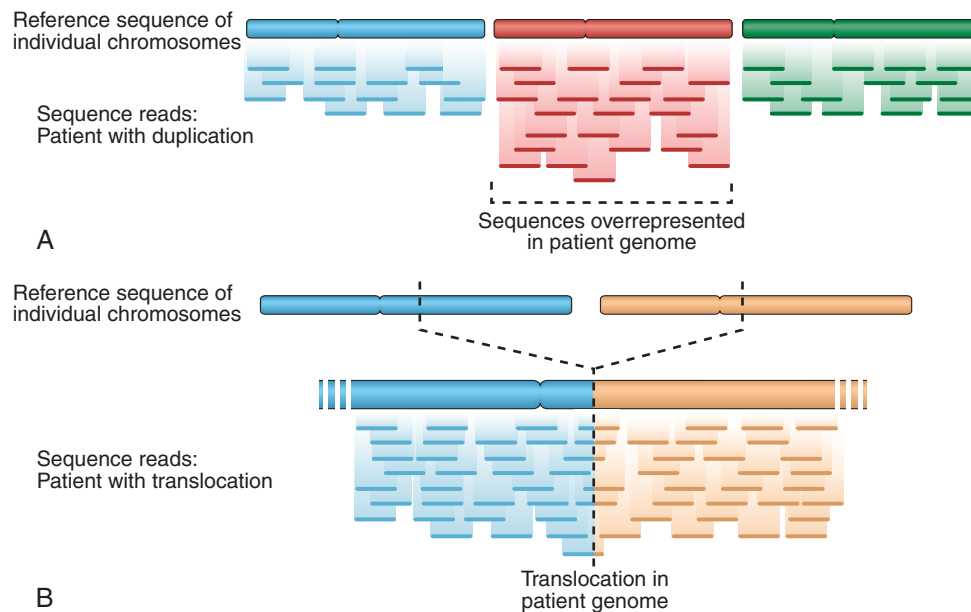 Reference sequence of
individual chromosomes
Sequence reads:
Patient with duplication
Sequences overrepresented
in patient genome
A
Reference sequence of
individual chromosomes
Sequence reads:
Patient with translocation
Translocation in
patient genome
B